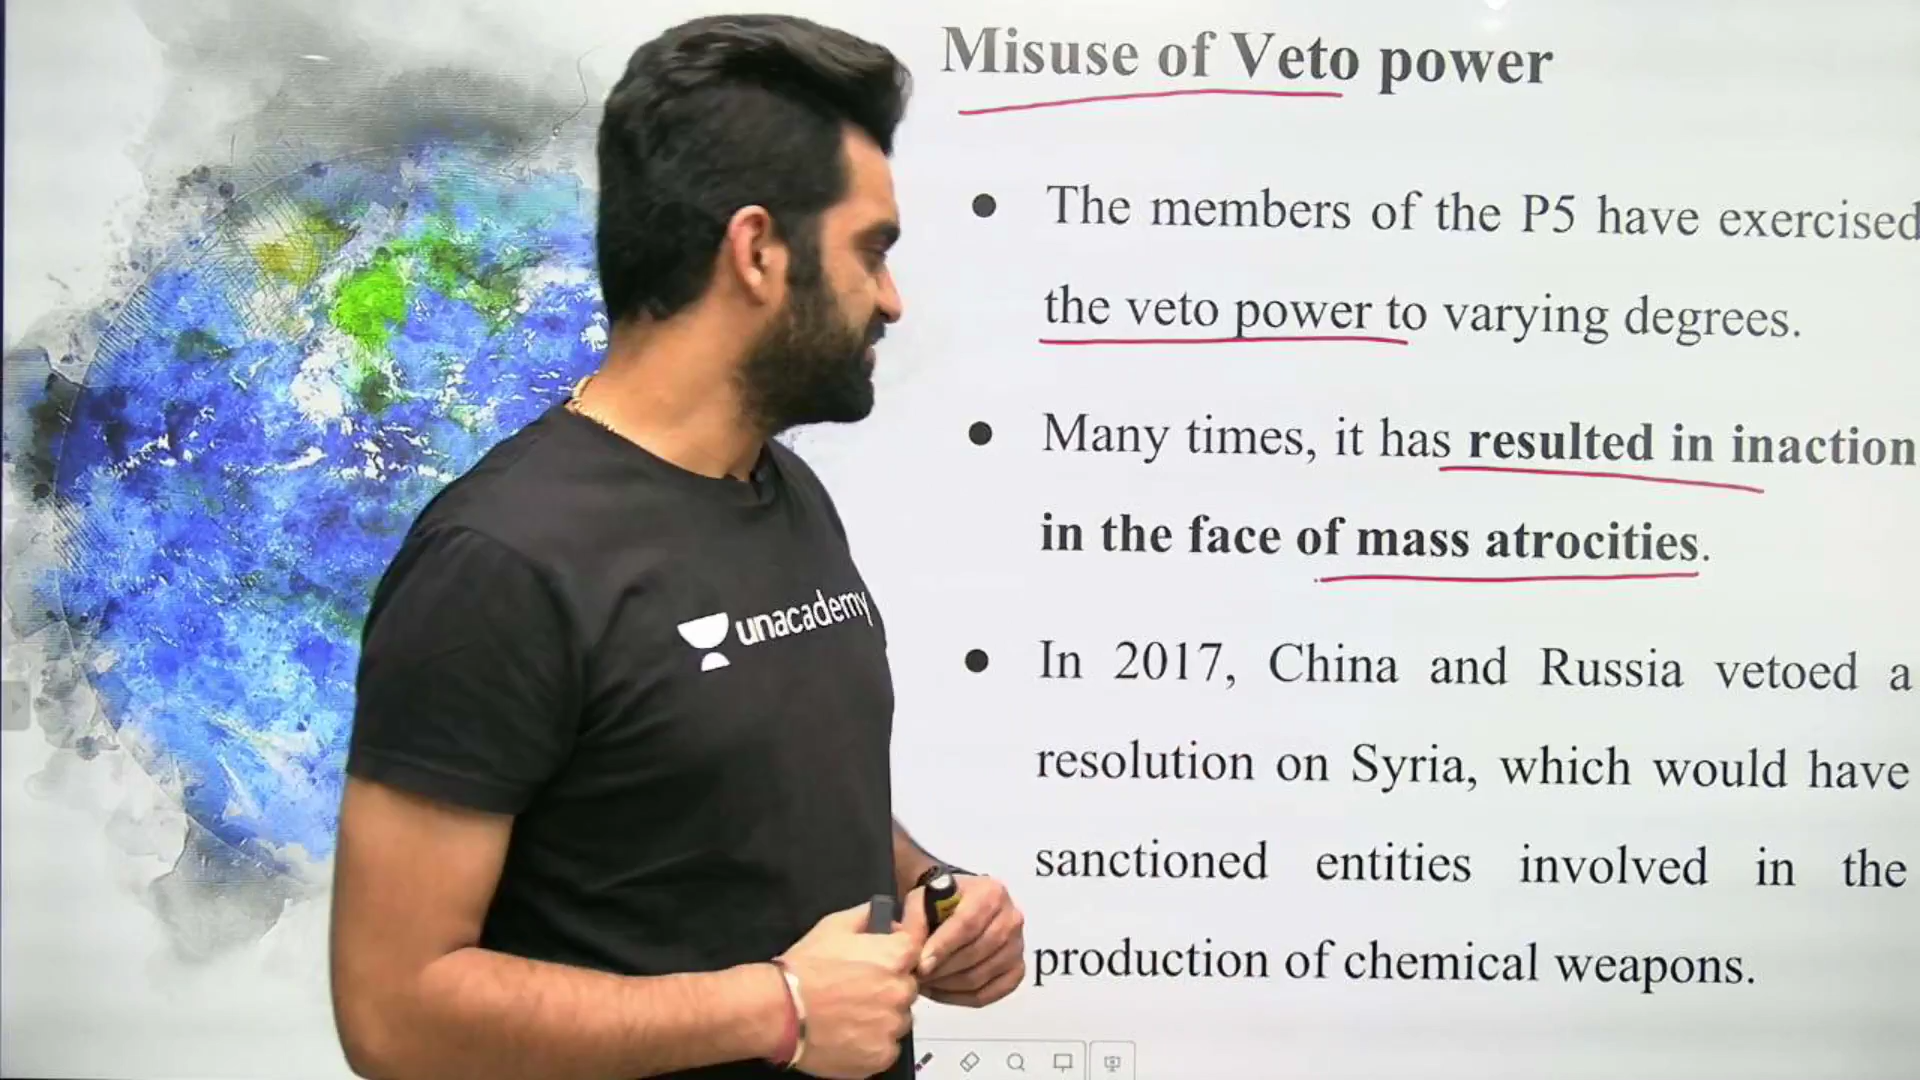 Misuse of Veto power
● The members of the P5 have exercised
the veto power to varying degrees.
● Many times, it has resulted in inaction
in the face of mass atrocities.
● In 2017, China and Russia vetoed a
resolution on Syria, which would have
sanctioned entities involved in the
production of chemical weapons.
unacademy